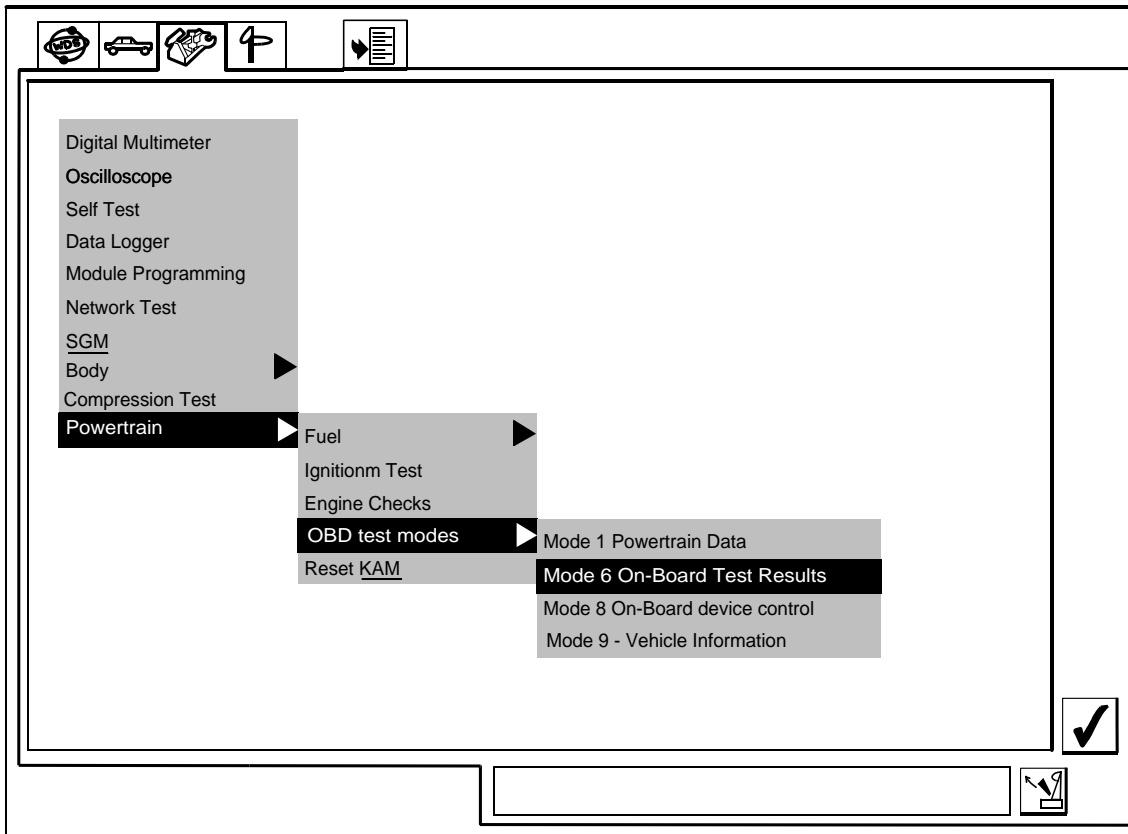 WDS
Digital Multimeter
Oscilloscope
Self Test
Data Logger
Module Programming
Network Test
SGM
Body
Compression Test
Powertrain
Fuel
Ignitionm Test
Engine Checks
OBD test modes
Reset KAM
Mode 1 Powertrain Data
Mode 6 On-Board Test Results
Mode 8 On-Board device control
Mode 9 - Vehicle Information